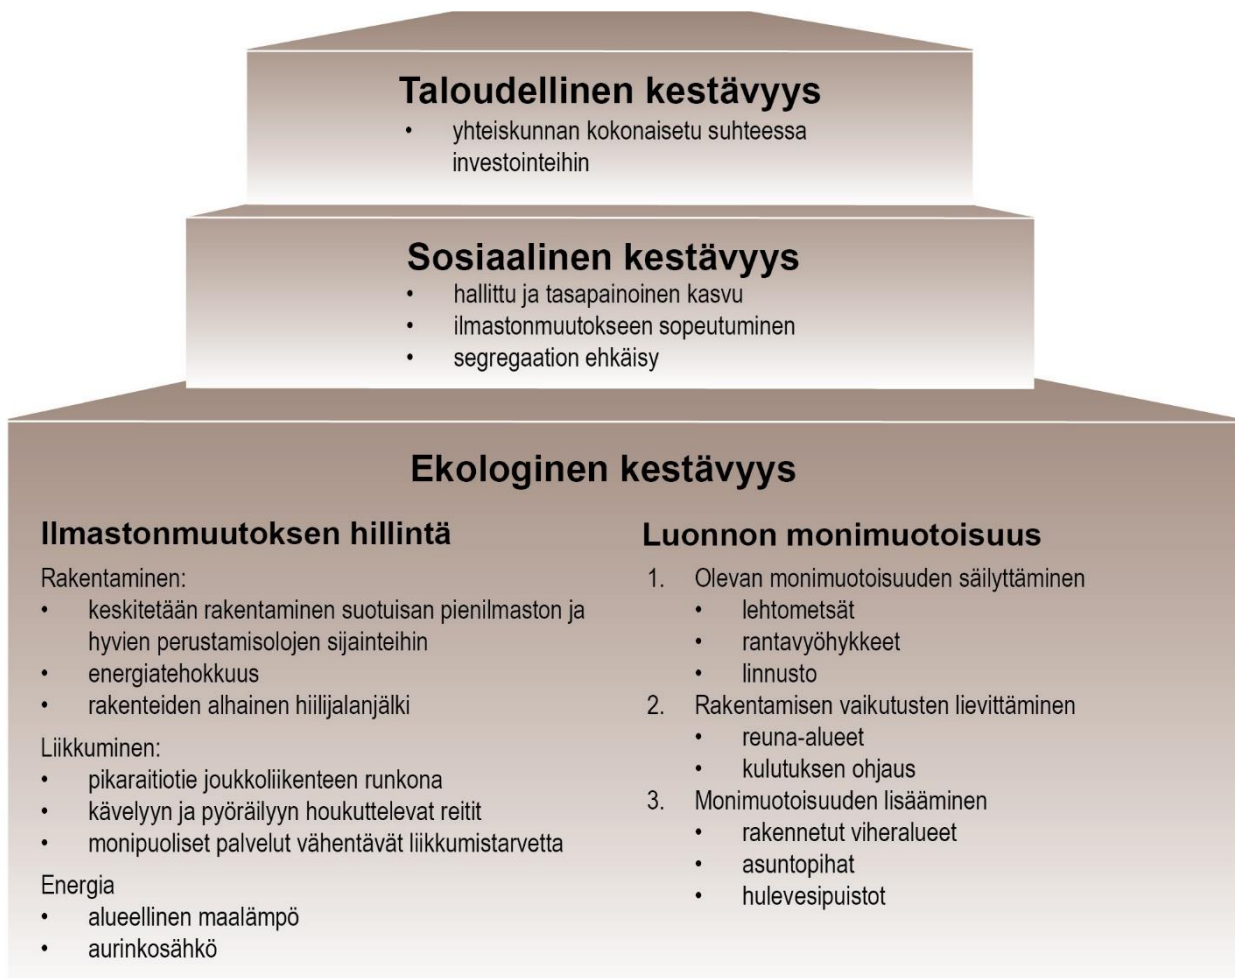 Taloudellinen kestävyys
• yhteiskunnan kokonaisetu suhteessa
investointeihin
Sosiaalinen kestävyys
• hallittu ja tasapainoinen kasvu
• ilmastonmuutokseen sopeutuminen
• segregaation ehkäisy
Ekologinen kestävyys
Ilmastonmuutoksen hillintä
Rakentaminen:
• keskitetään rakentaminen suotuisan pienilmaston ja
hyvien perustamisolojen sijainteihin
• energiatehokkuus
• rakenteiden alhainen hiilijalanjälki
Liikkuminen:
• pikaraitiotie joukkoliikenteen runkona
• kävelyyn ja pyöräilyyn houkuttelevat reitit
• monipuoliset palvelut vähentävät liikkumistarvetta
Energia
• alueellinen maalämpö
• aurinkosähkö
Luonnon monimuotoisuus
1. Olevan monimuotoisuuden säilyttäminen
• lehtometsät
• rantavyöhykkeet
• linnusto
2. Rakentamisen vaikutusten lievittäminen
• reuna-alueet
• kulutuksen ohjaus
3. Monimuotoisuuden lisääminen
• rakennetut viheralueet
• asuntopihat
• hulevesipuistot